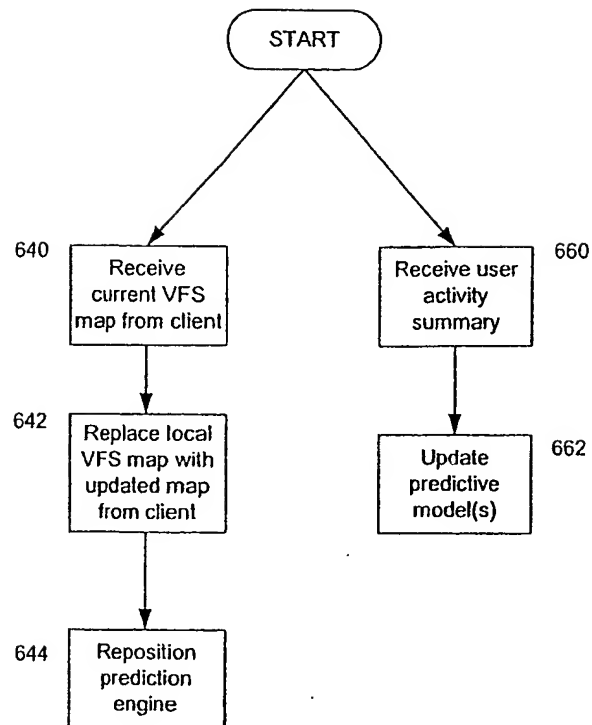 START
640
Receive
current VFS
map from client
660
Receive user
activity
summary
642
Replace local
VFS map with
updated map
from client
662
Update
predictive
model(s)
644
Reposition
prediction
engine